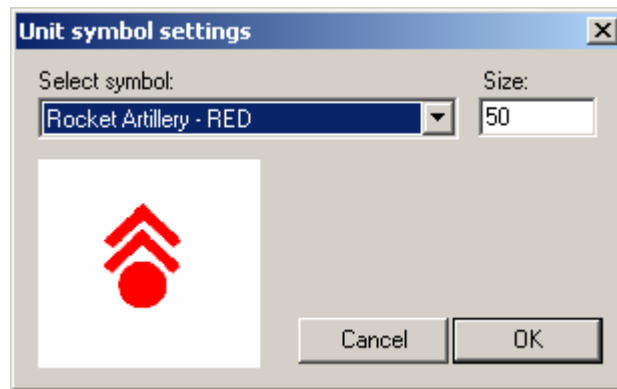 Unit symbol settings
Select symbol:
Size:
Rocket Artillery - RED
50
Cancel
OK